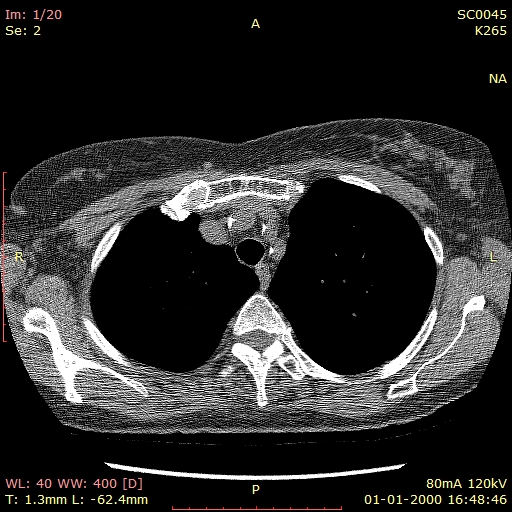 Im: 1/20
Se: 2
A
SC0045
K265
NA
R
L
WL: 40 WW: 400 [D]
T: 1.3mm L: -62.4mm
P
80mA 120kV
01-01-2000 16:48:46